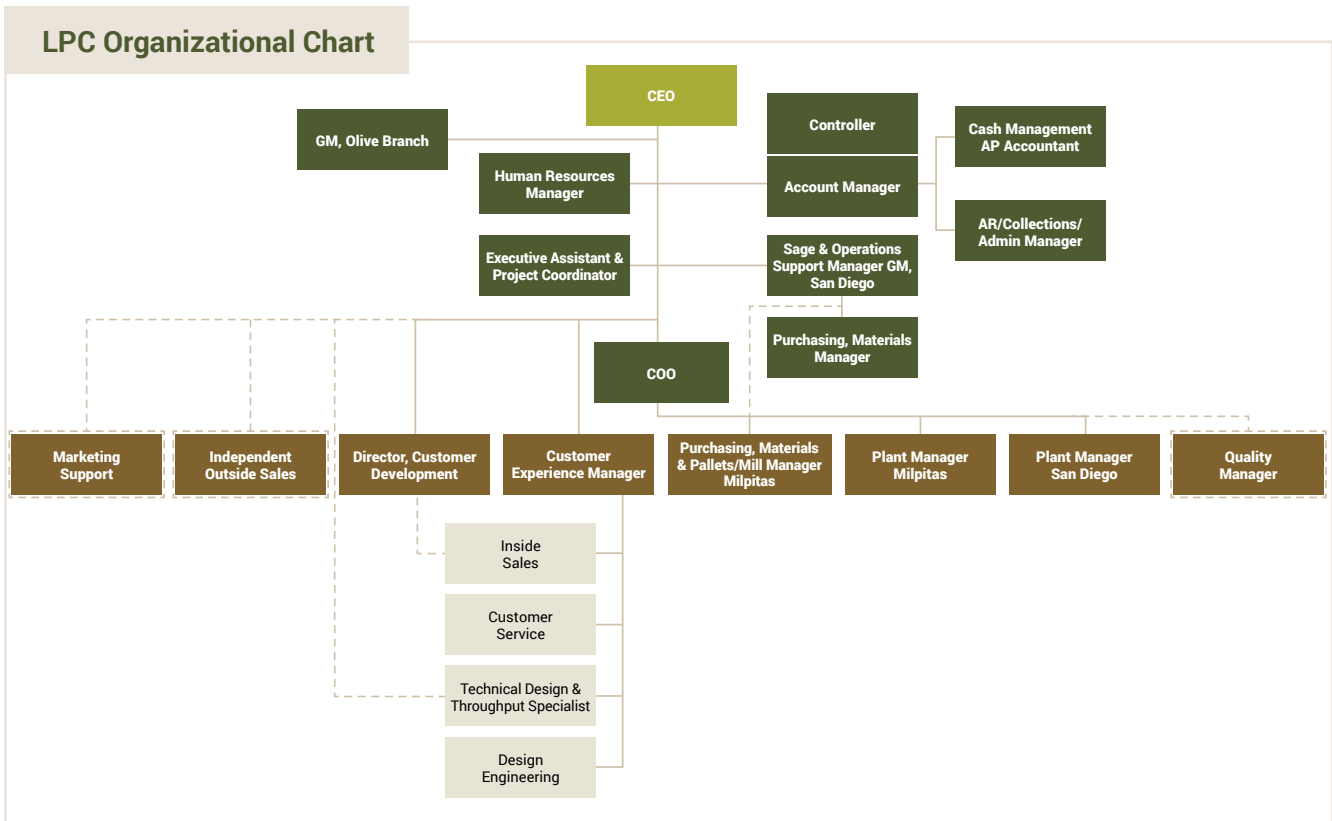 LPC Organizational Chart
CEO
GM, Olive Branch
Controller
Cash Management
AP Accountant
Human Resources
Manager
Account Manager
AR/Collections/
Admin Manager
Executive Assistant &
Project Coordinator
Sage & Operations
Support Manager GM,
San Diego
Purchasing, Materials
Manager
COO
Marketing
Support
Independent
Outside Sales
Director, Customer
Development
Customer
Experience Manager
Purchasing, Materials
& Pallets/Mill Manager
Milpitas
Plant Manager
Milpitas
Plant Manager
San Diego
Quality
Manager
Inside
Sales
Customer
Service
Technical Design &
Throughput Specialist
Design
Engineering